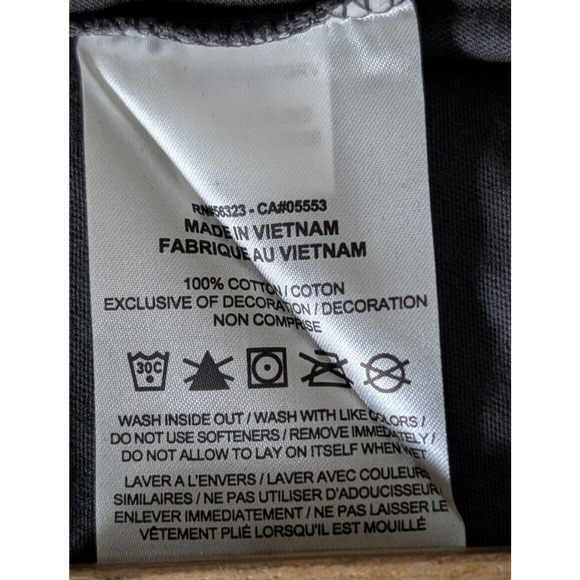 RN#56323 - CA#05553
MADE IN VIETNAM
FABRIQUE AU VIETNAM
100% COTTON / COTON
EXCLUSIVE OF DECORATION / DECORATION
NON COMPRISE
30C
WASH INSIDE OUT / WASH WITH LIKE COLORS /
DO NOT USE SOFTENERS / REMOVE IMMEDIATELY /
DO NOT ALLOW TO LAY ON ITSELF WHEN WET
LAVER A L'ENVERS / LAVER AVEC COULEURS
SIMILAIRES / NE PAS UTILISER D'ADOUCISSEUR/
ENLEVER IMMÉDIATEMENT / NE PAS LAISSER LE
VÊTEMENT PLIÉ LORSQU'IL EST MOUILLÉ